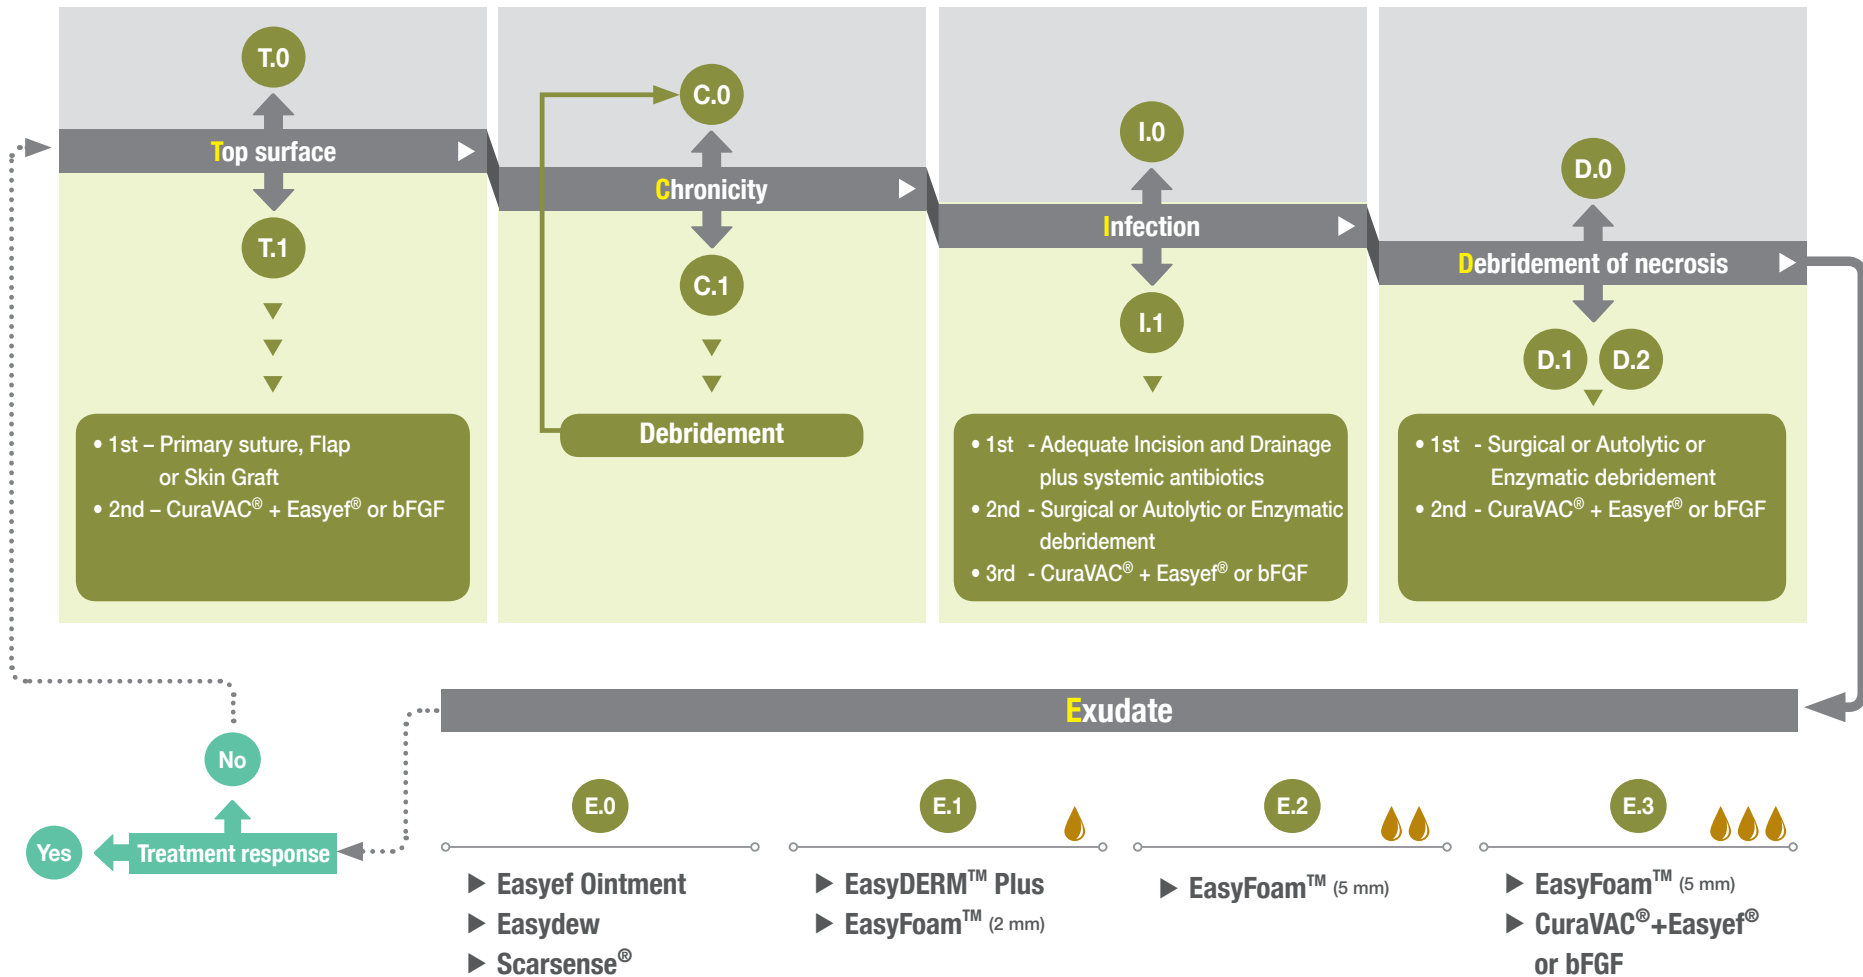 T.0
Top surface
T.1
• 1st – Primary suture, Flap
or Skin Graft
• 2nd – CuraVAC® + Easyef® or bFGF
C.0
Chronicity
C.1
Debridement
I.0
Infection
I.1
• 1st - Adequate Incision and Drainage
plus systemic antibiotics
• 2nd - Surgical or Autolytic or Enzymatic
debridement
• 3rd - CuraVAC® + Easyef® or bFGF
D.0
Debridement of necrosis
D.1 D.2
• 1st - Surgical or Autolytic or
Enzymatic debridement
• 2nd - CuraVAC® + Easyef® or bFGF
Exudate
No
Yes
Treatment response
E.0
Easyef Ointment
Easydew
Scarsense®
E.1
EasyDERM™ Plus
EasyFoam™ (2 mm)
E.2
EasyFoam™ (5 mm)
E.3
EasyFoam™ (5 mm)
CuraVAC®+Easyef®
or bFGF